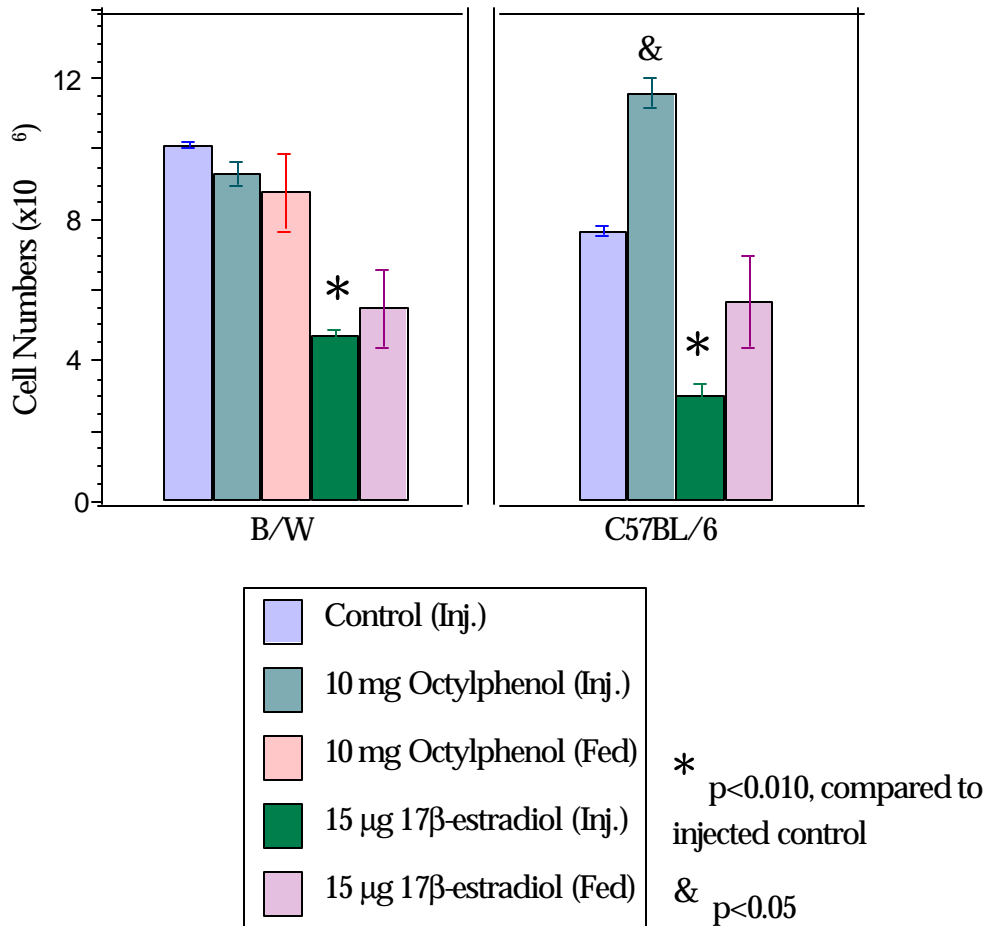 Cell Numbers (x10 6)
12
8
4
0
&
*
*
B/W
C57BL/6
Control (Inj.)
10 mg Octylphenol (Inj.)
10 mg Octylphenol (Fed)
15 µg 17β-estradiol (Inj.)
15 µg 17β-estradiol (Fed)
* p<0.010, compared to
injected control
& p<0.05